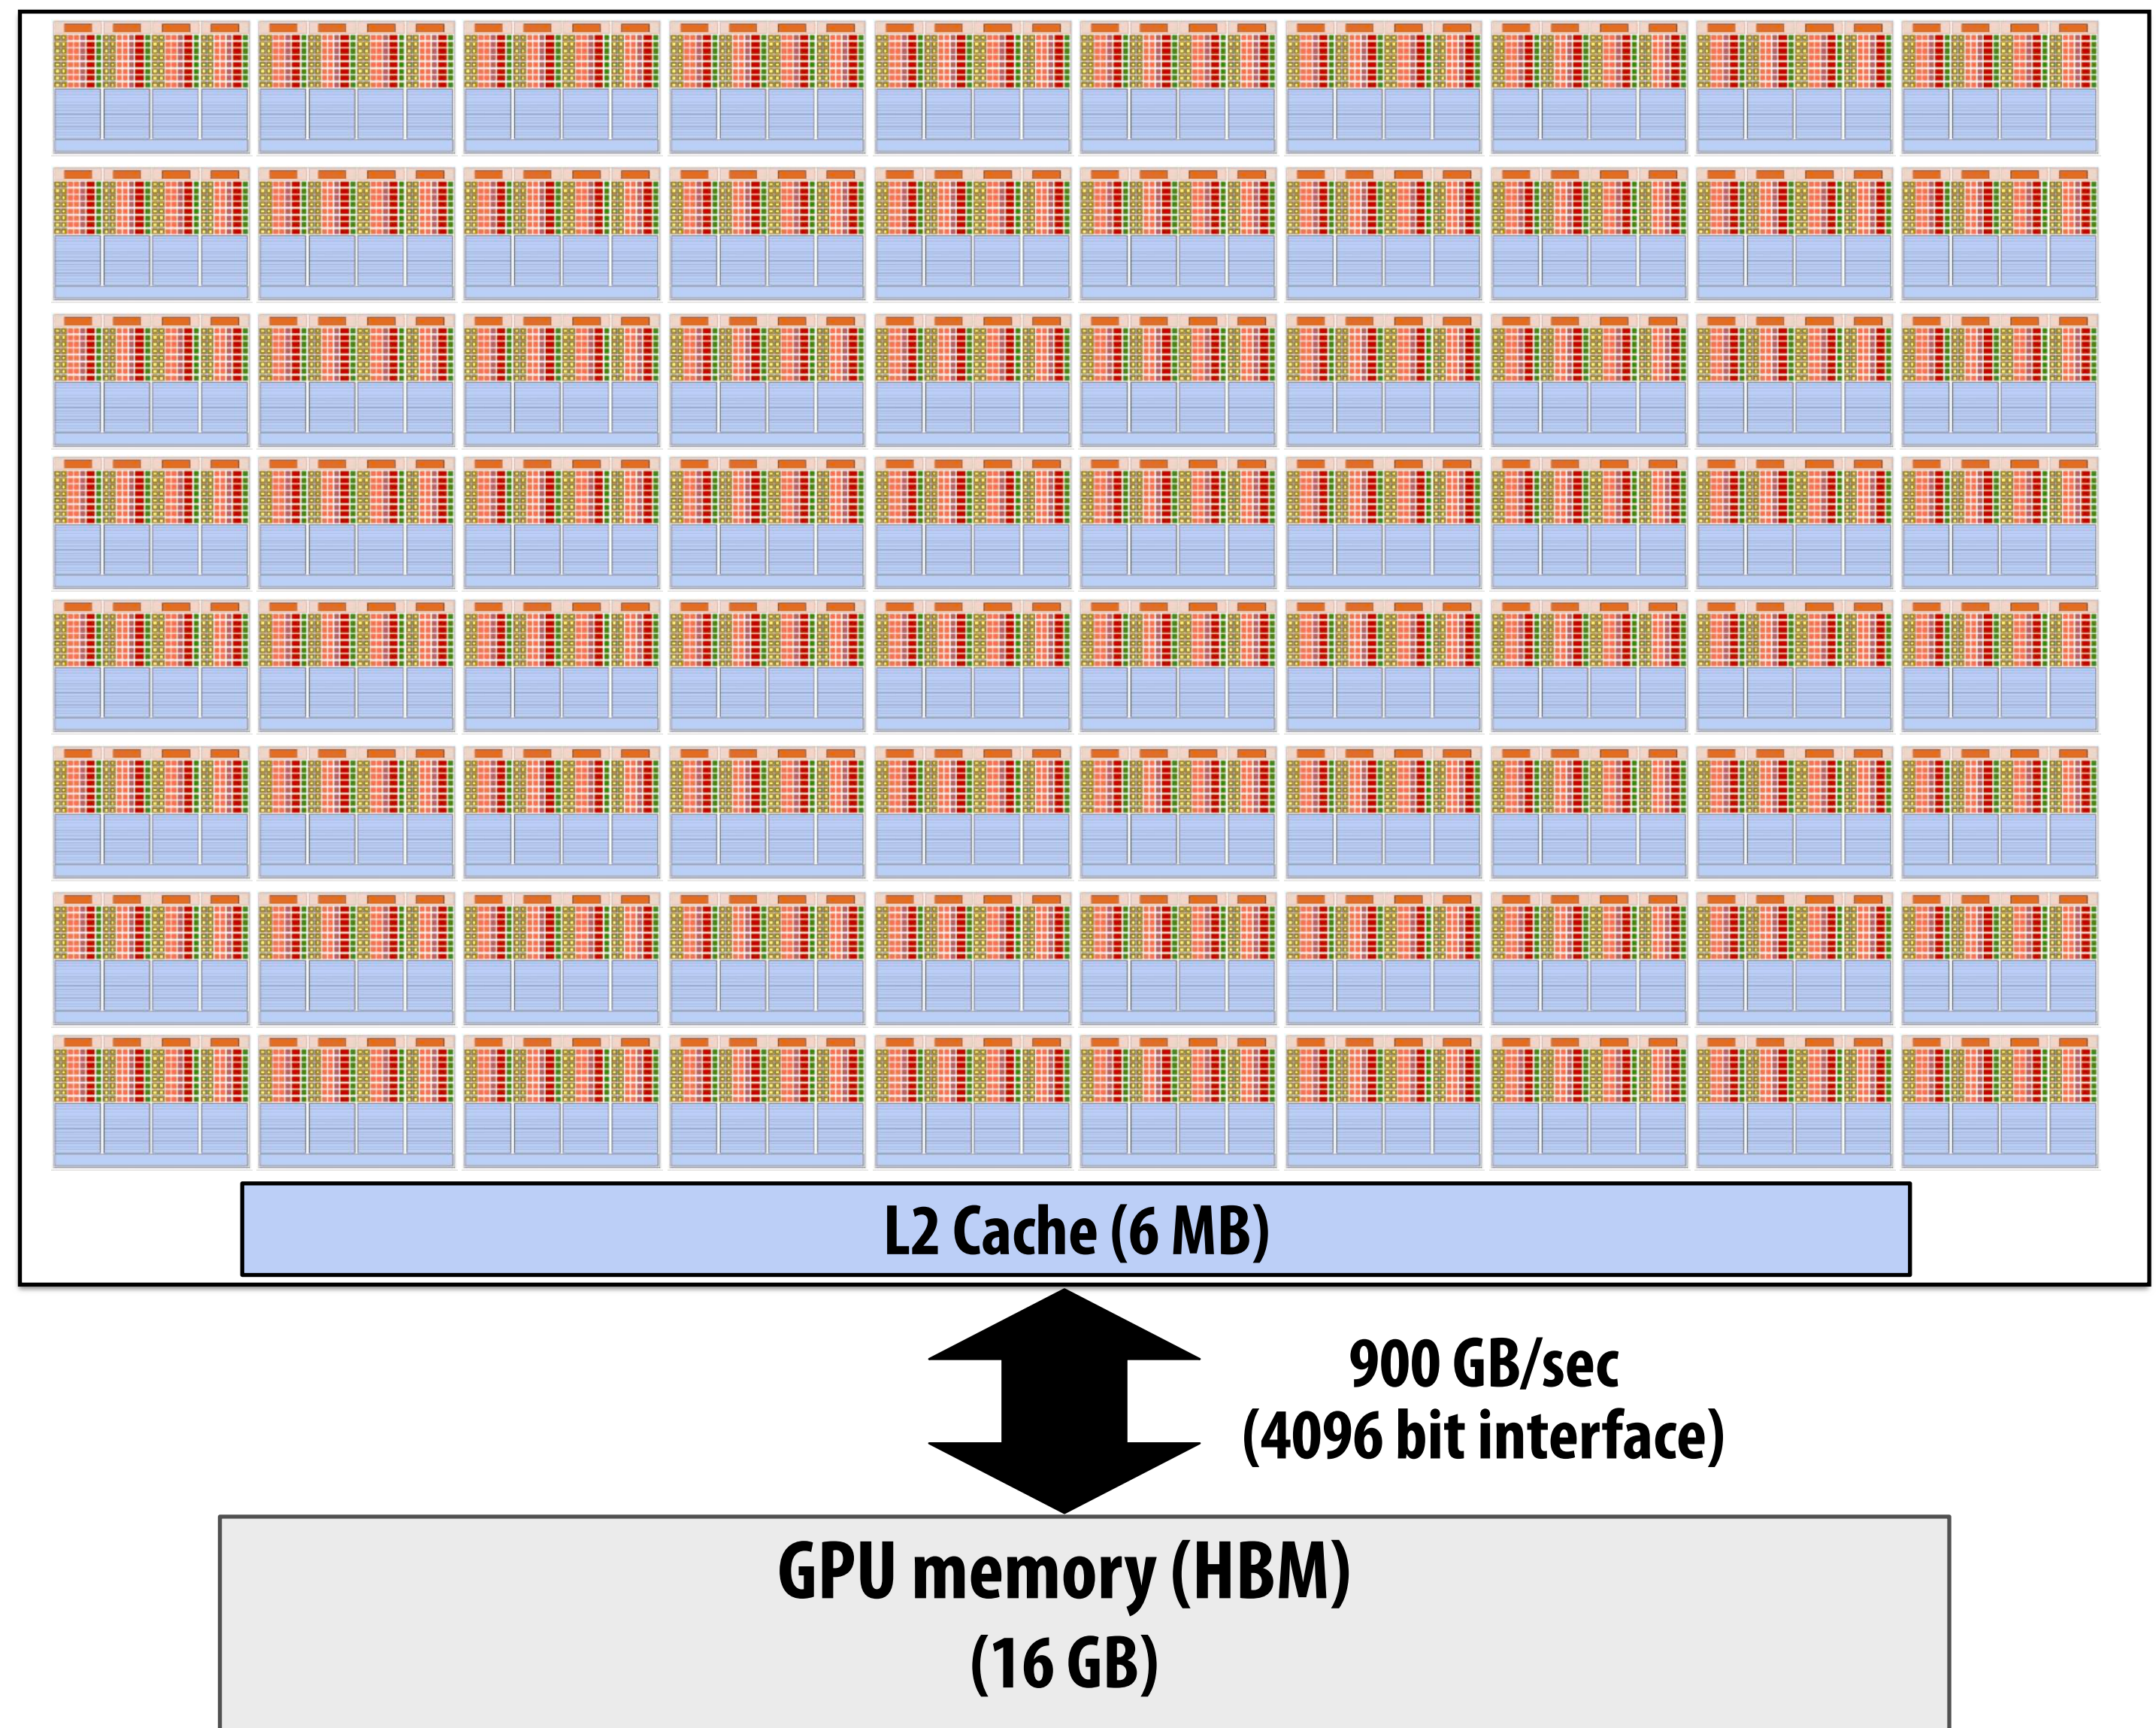 L2 Cache (6 MB)
900 GB/sec
(4096 bit interface)
GPU memory (HBM)
(16 GB)